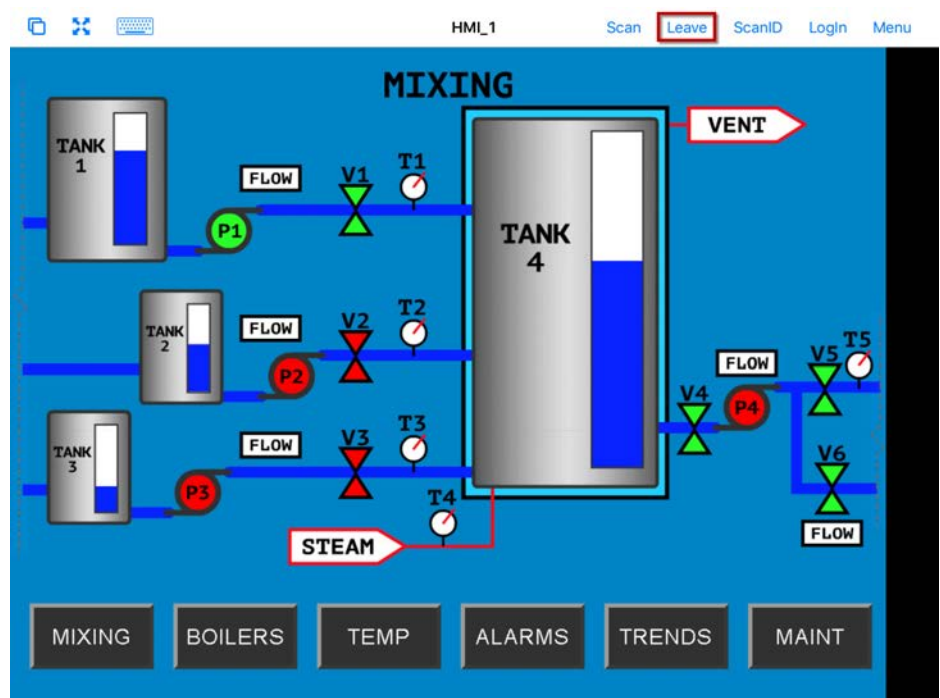 HMI_1
Scan
Leave
ScanID
LogIn
Menu
MIXING
TANK
1
FLOW
V1
T1
P1
VENT
TANK
4
TANK
2
FLOW
V2
T2
P2
TANK
3
FLOW
V3
T3
P3
T4
STEAM
V4
FLOW
P4
V5
T5
V6
FLOW
MIXING
BOILERS
TEMP
ALARMS
TRENDS
MAINT